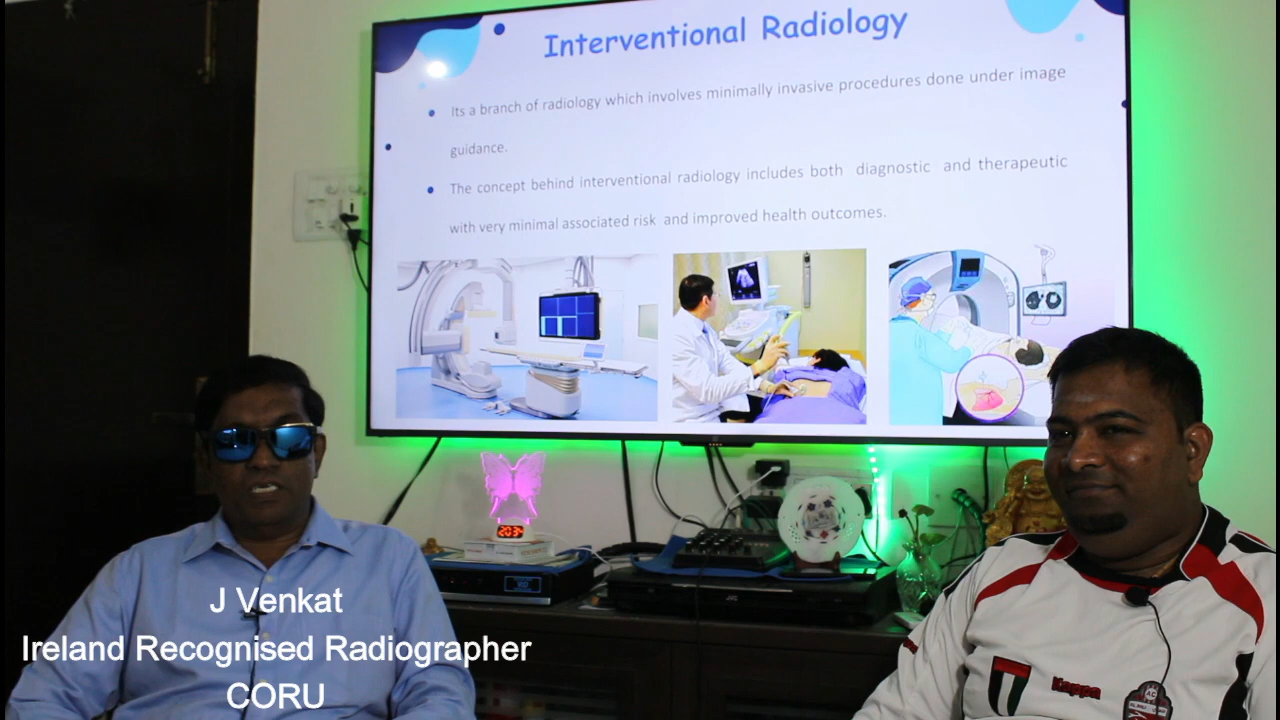 Interventional Radiology
Its a branch of radiology which involves minimally invasive procedures done under image
guidance.
The concept behind interventional radiology includes both diagnostic and therapeutic
with very minimal associated risk and improved health outcomes.
203
JVC
J Venkat
Ireland Recognised Radiographer
CORU
Kappa